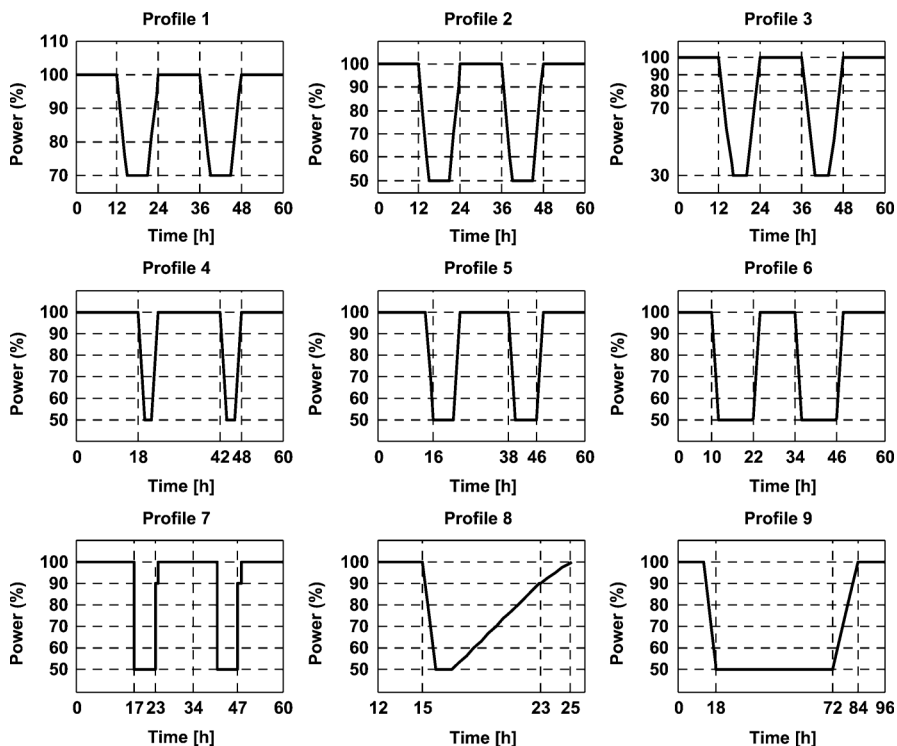 Profile 1
Power (%)
110
100
90
80
70
0 12 24 36 48 60
Time [h]
Profile 2
Power (%)
100
90
80
70
60
50
0 12 24 36 48 60
Time [h]
Profile 3
Power (%)
100
90
80
70
30
0 12 24 36 48 60
Time [h]
Profile 4
Power (%)
100
90
80
70
60
50
0 18 42 48 60
Time [h]
Profile 5
Power (%)
100
90
80
70
60
50
0 16 38 46 60
Time [h]
Profile 6
Power (%)
100
90
80
70
60
50
0 10 22 34 46 60
Time [h]
Profile 7
Power (%)
100
90
80
70
60
50
0 17 23 34 47 60
Time [h]
Profile 8
Power (%)
100
90
80
70
60
50
12 15 23 25
Time [h]
Profile 9
Power (%)
100
90
80
70
60
50
0 18 72 84 96
Time [h]